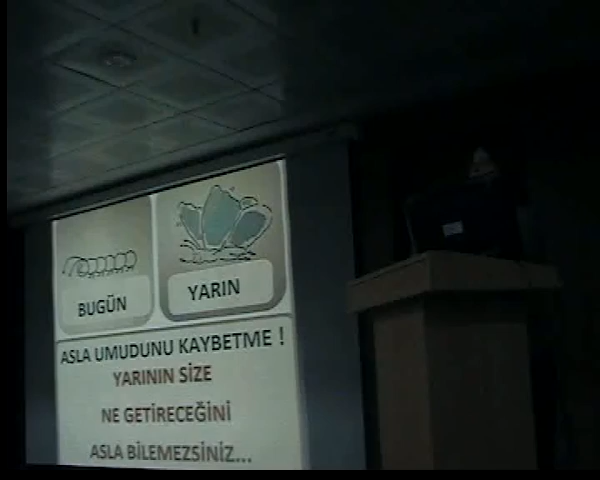 BUGÜN
YARIN
ASLA UMUDUNU KAYBETME !
YARININ SİZE
NE GETİRECEĞİNİ
ASLA BİLEMEZSİNİZ...